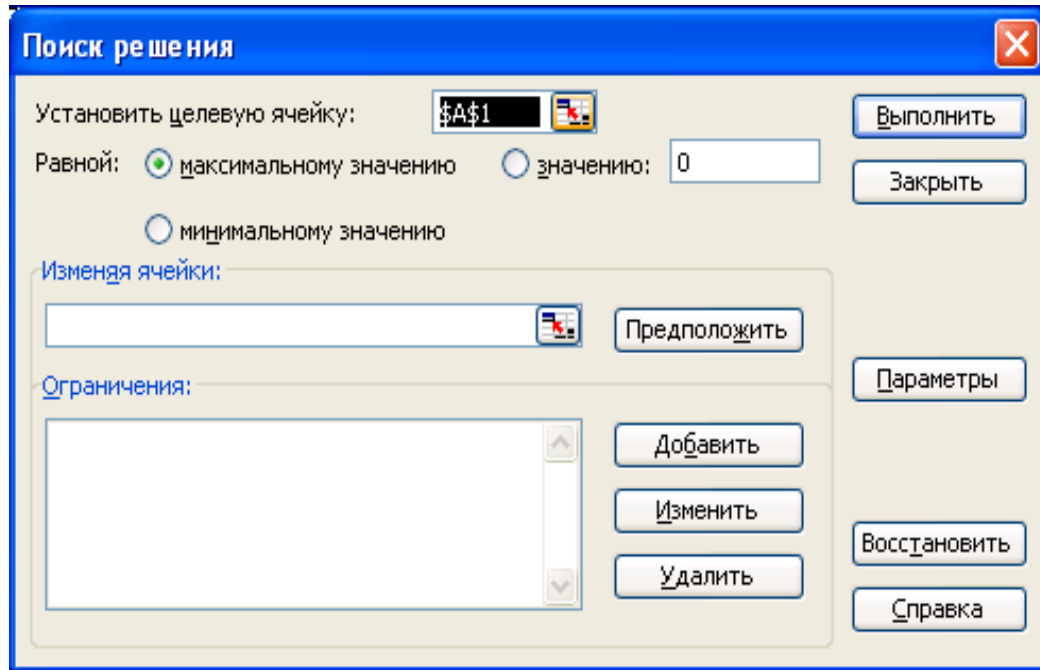 Поиск решения
Установить целевую ячейку: $A$1
Выполнить
Равной: максимальному значению значению: 0
Закрыть
минимальному значению
Изменяя ячейки:
Предположить
Параметры
Ограничения:
Добавить
Изменить
Восстановить
Удалить
Справка